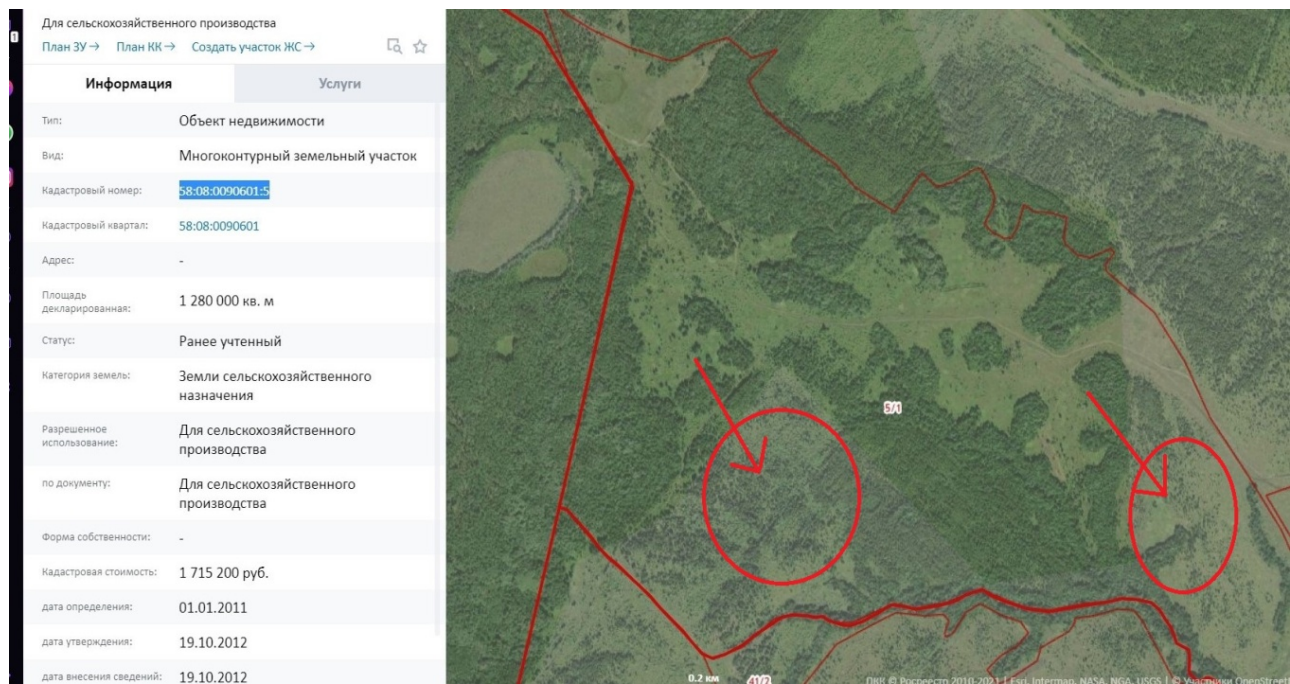 1
Для сельскохозяйственного производства
План ЗУ → План КК → Создать участок ЖС →
Информация Услуги
Тип: Объект недвижимости
Вид: Многоконтурный земельный участок
Кадастровый номер: 58:08:0090601:5
Кадастровый квартал: 58:08:0090601
Адрес: -
Площадь
декларированная: 1 280 000 кв. м
Статус: Ранее учтенный
Категория земель: Земли сельскохозяйственного
назначения
Разрешенное
использование: Для сельскохозяйственного
производства
по документу: Для сельскохозяйственного
производства
Форма собственности: -
Кадастровая стоимость: 1 715 200 руб.
дата определения: 01.01.2011
дата утверждения: 19.10.2012
дата внесения сведений: 19.10.2012
5/1
0.2 км
41/2
ПКК © Росреестр 2010-2021 | Esri, Intermap, NASA, NGA, USGS | © Участники OpenStreet